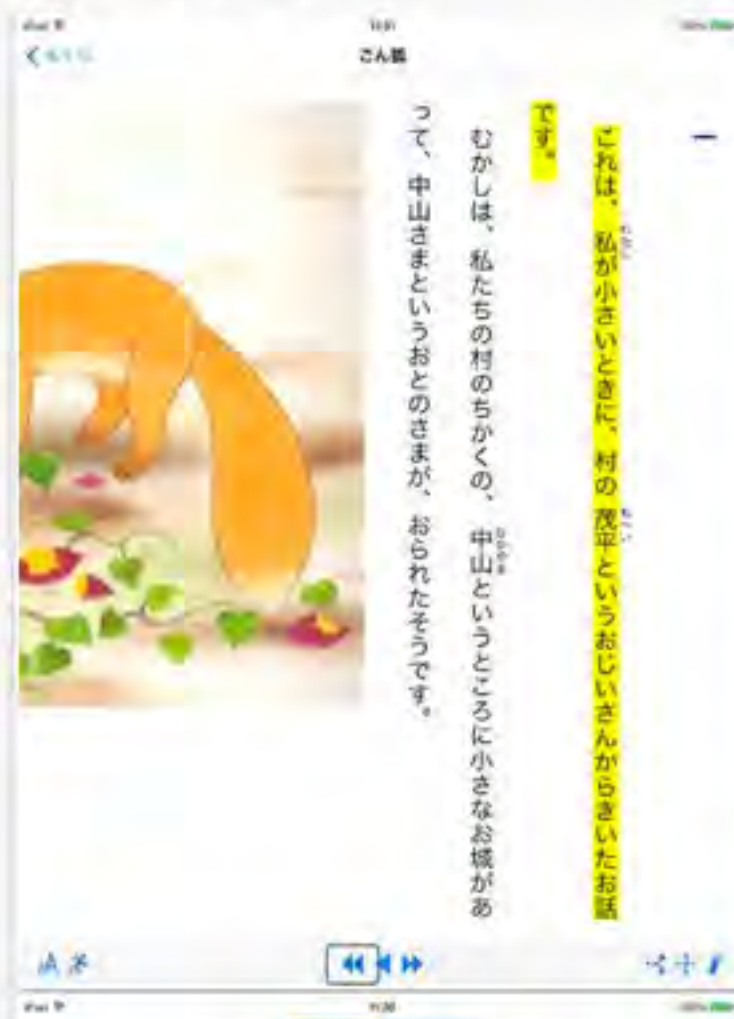 ごん狐
一
これは、私が小さいときに、村の茂平というおじいさんからきいたお話
です。
むかしは、私たちの村のちかくの、中山というところに小さなお城があ
って、中山さまというおとのさまが、おられたそうです。